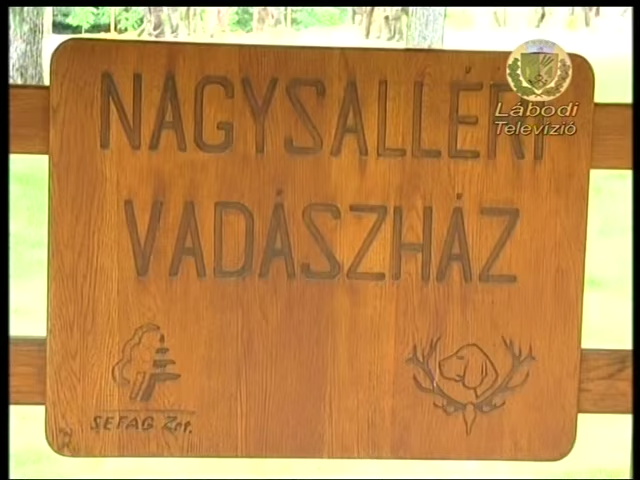 NAGYSALLÉRI
VADÁSZHÁZ
SEFAG Zrt.
Lábodi
Televízió